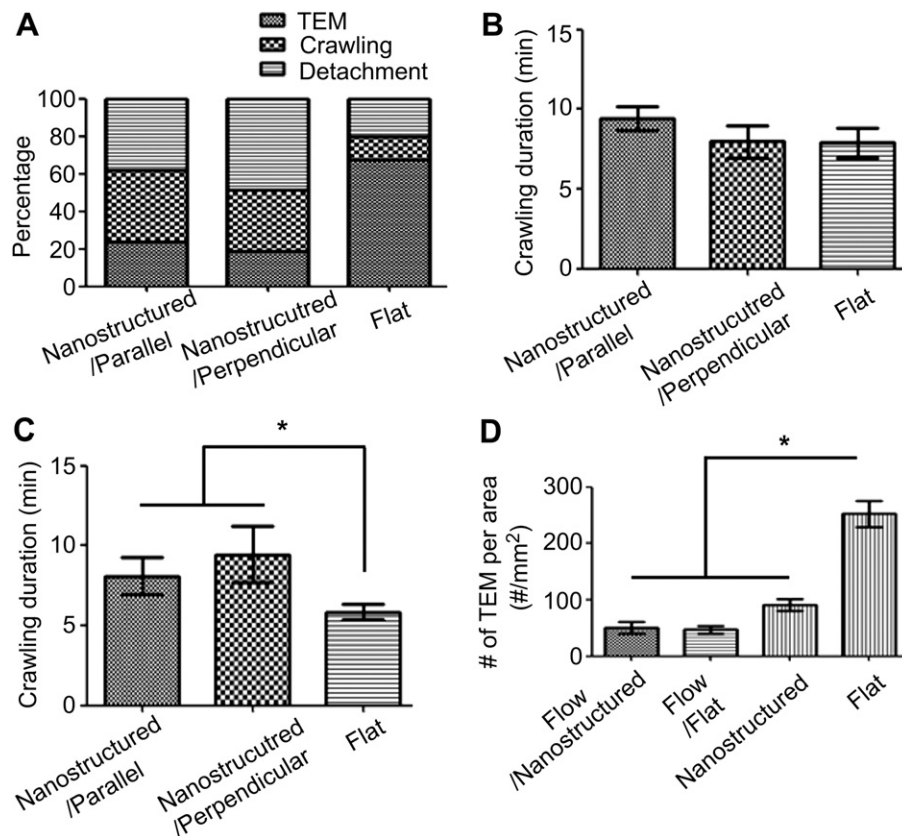 A
TEM
Crawling
Detachment
Percentage
100
80
60
40
20
0
Nanostructured
/Parallel
Nanostrucutred
/Perpendicular
Flat
B
Crawling duration (min)
15
10
5
0
Nanostructured
/Parallel
Nanostrucutred
/Perpendicular
Flat
C
Crawling duration (min)
15
10
5
0
*
Nanostructured
/Parallel
Nanostrucutred
/Perpendicular
Flat
D
# of TEM per area
(#/mm²)
300
200
100
0
*
Flow
/Nanostructured
Flow
/Flat
Nanostructured
Flat